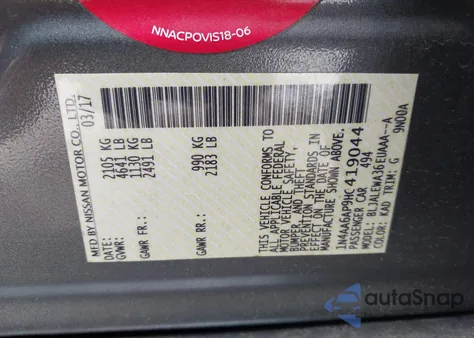 NNACPOVIS18-06
MFD BY NISSAN MOTOR CO., LTD.
DATE: 03/17
GVWR: 2105 KG
4641 LB
GAWR FR: 1130 KG
2491 LB
GAWR RR: 990 KG
2183 LB
THIS VEHICLE CONFORMS TO
ALL APPLICABLE FEDERAL
MOTOR VEHICLE SAFETY,
BUMPER, AND THEFT
PREVENTION STANDARDS
IN EFFECT ON THE DATE OF
MANUFACTURE SHOWN ABOVE.
1N4AA6AP9HC419044
PASSENGER CAR 494
BLJALEWA36EUAAA--A
COLOR: KAD TRIM: G 9N00A
autoSnap